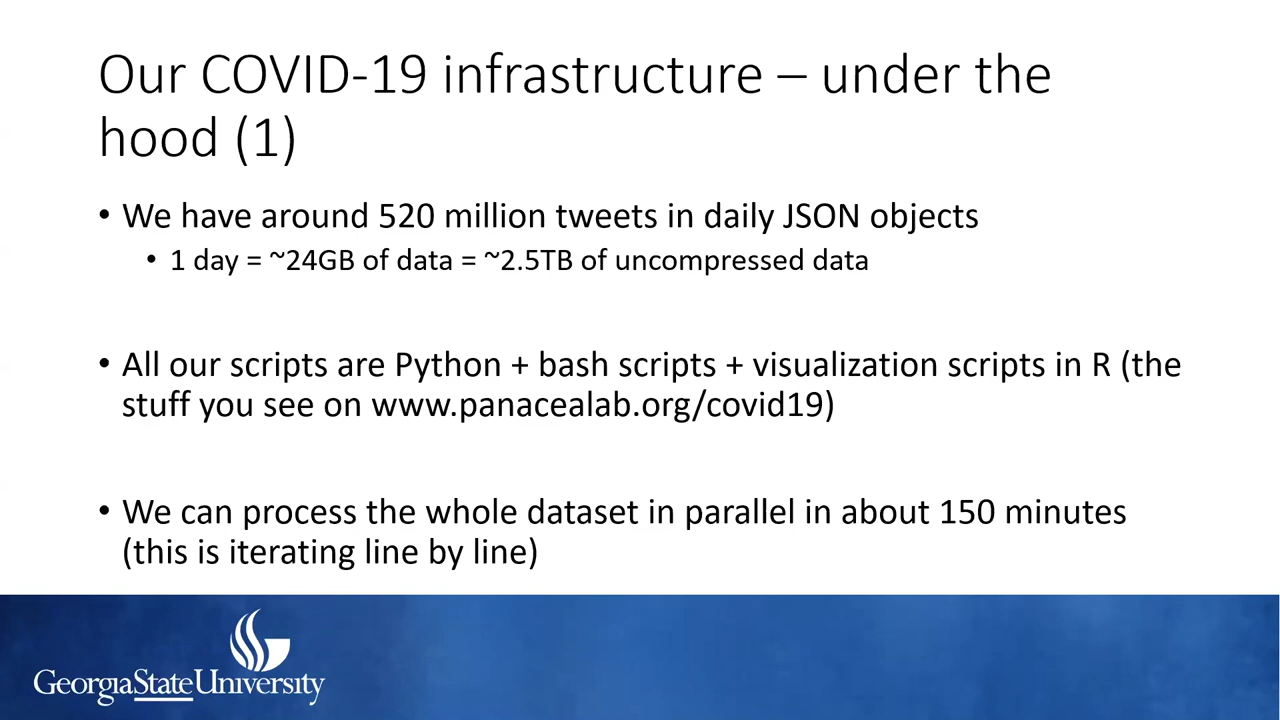 Our COVID-19 infrastructure – under the
hood (1)
• We have around 520 million tweets in daily JSON objects
• 1 day = ~24GB of data = ~2.5TB of uncompressed data
• All our scripts are Python + bash scripts + visualization scripts in R (the
stuff you see on www.panacealab.org/covid19)
• We can process the whole dataset in parallel in about 150 minutes
(this is iterating line by line)
GeorgiaStateUniversity